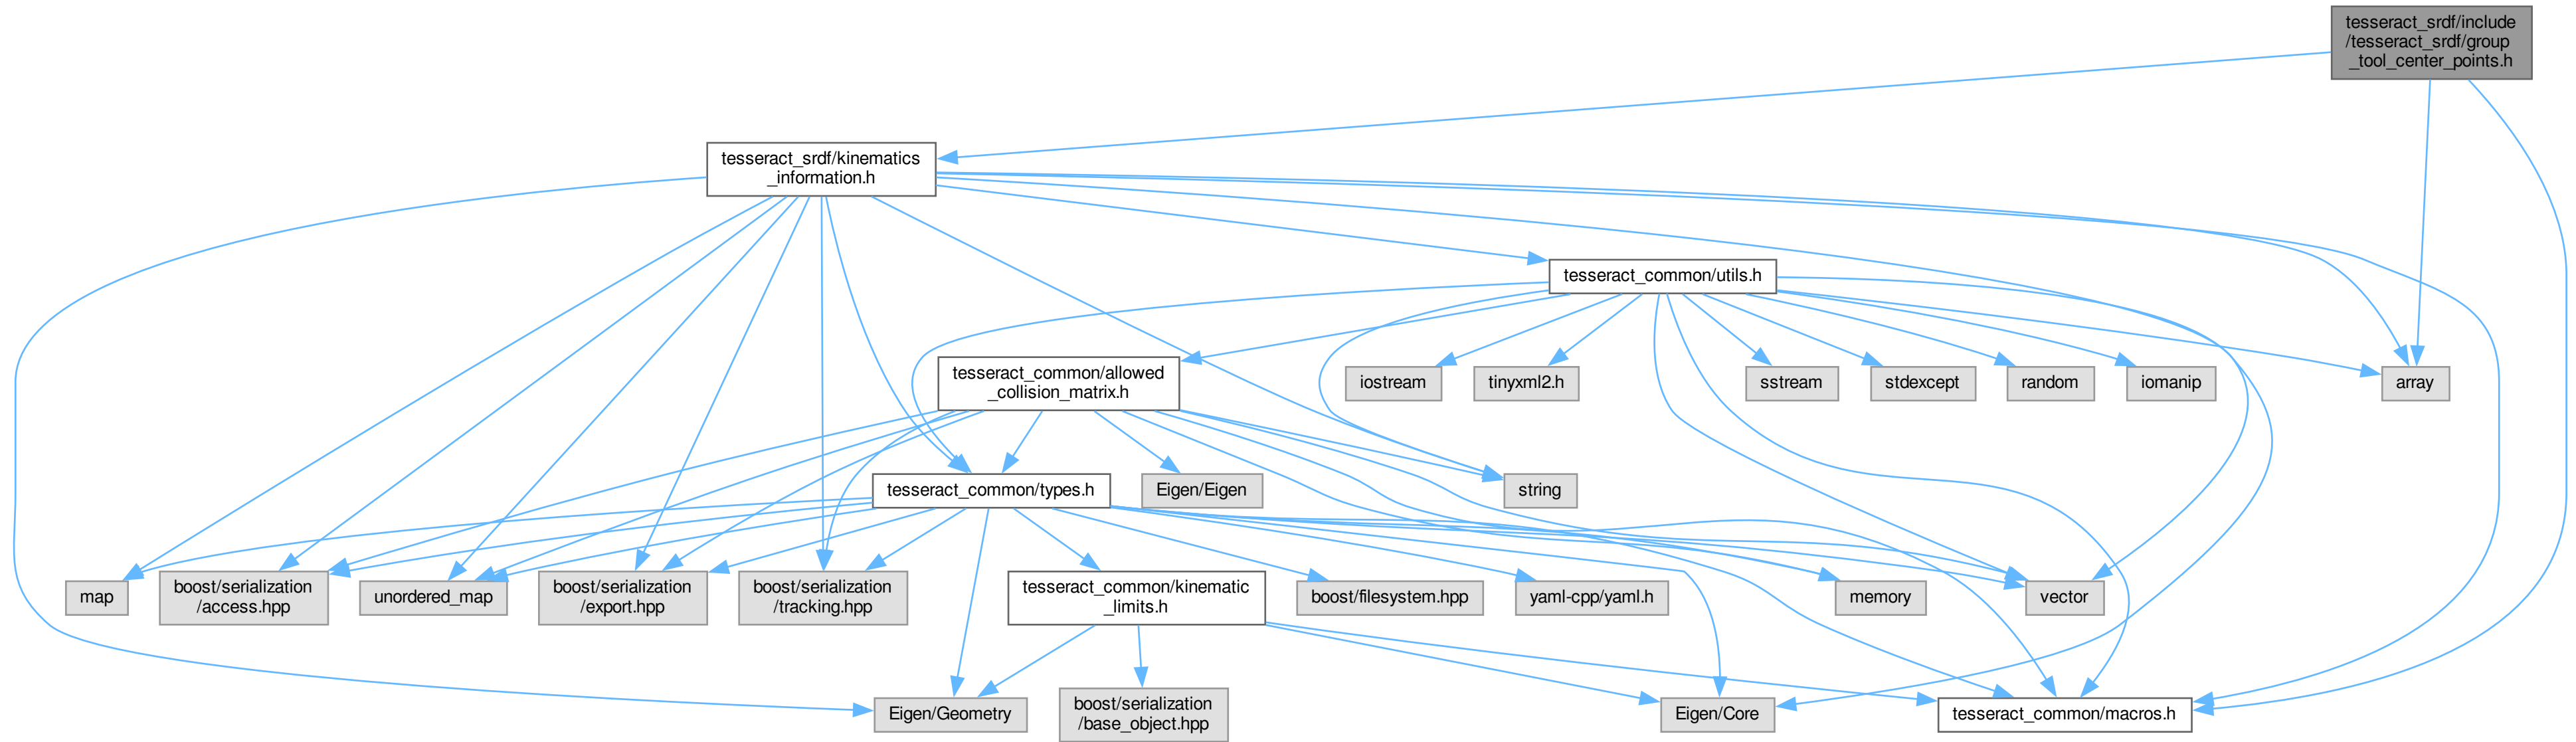 tesseract_srdf/include
/tesseract_srdf/group
_tool_center_points.h
tesseract_srdf/kinematics
_information.h
tesseract_common/utils.h
tesseract_common/allowed
_collision_matrix.h
iostream
tinyxml2.h
sstream
stdexcept
random
iomanip
array
tesseract_common/types.h
Eigen/Eigen
string
map
boost/serialization
/access.hpp
unordered_map
boost/serialization
/export.hpp
boost/serialization
/tracking.hpp
tesseract_common/kinematic
_limits.h
boost/filesystem.hpp
yaml-cpp/yaml.h
memory
vector
Eigen/Geometry
boost/serialization
/base_object.hpp
Eigen/Core
tesseract_common/macros.h